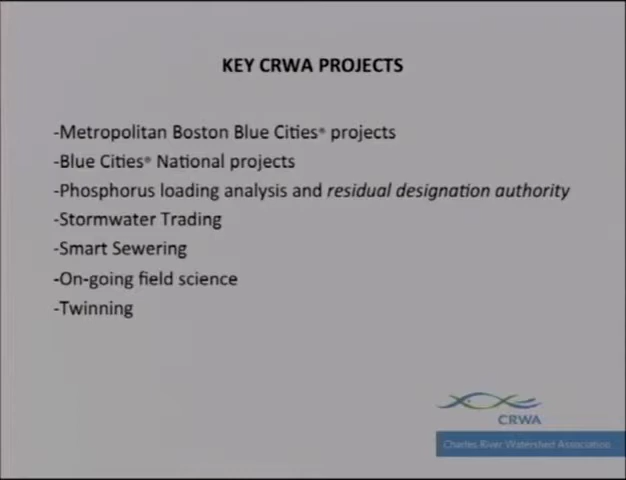 KEY CRWA PROJECTS
-Metropolitan Boston Blue Cities® projects
-Blue Cities® National projects
-Phosphorus loading analysis and residual designation authority
-Stormwater Trading
-Smart Sewering
-On-going field science
-Twinning
CRWA
Charles River Watershed Association